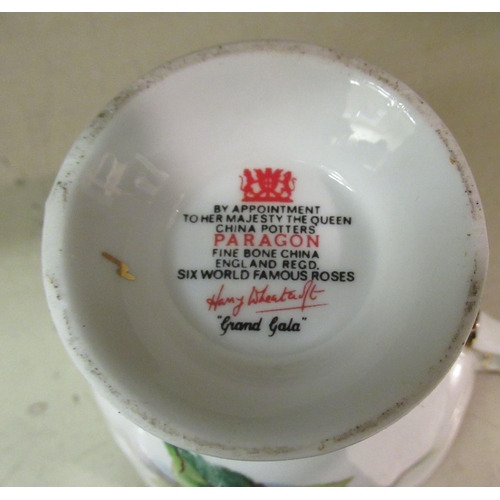 BY APPOINTMENT
TO HER MAJESTY THE QUEEN
CHINA POTTERS
PARAGON
FINE BONE CHINA
ENGLAND REGD.
SIX WORLD FAMOUS ROSES
Harry Wheatcroft
"Grand Gala"